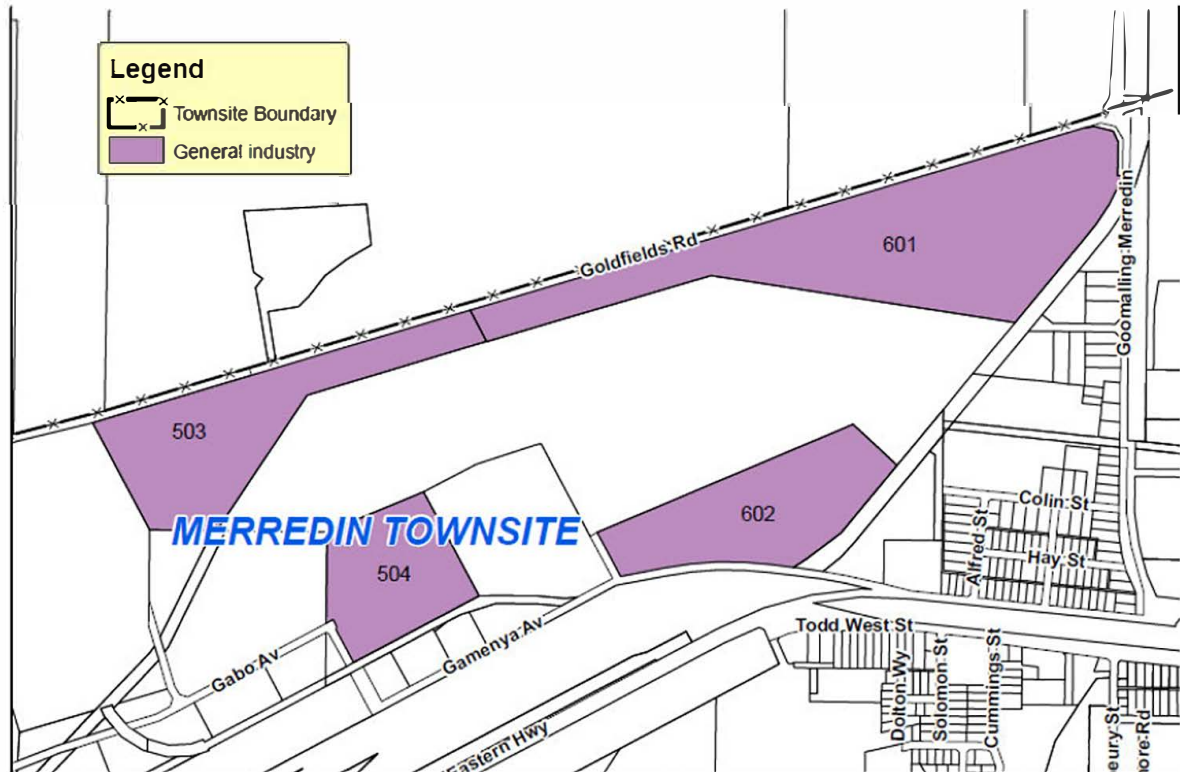 Legend
Townsite Boundary
General industry
Goldfields Rd
601
Goomalling-Merredin
503
MERREDIN TOWNSITE
504
602
Colin St
Alfred St
Hay St
Gabo Av
Gamenya Av
Todd West St
Dolton Wy
Solomon St
Cummings St
Eastern Hwy